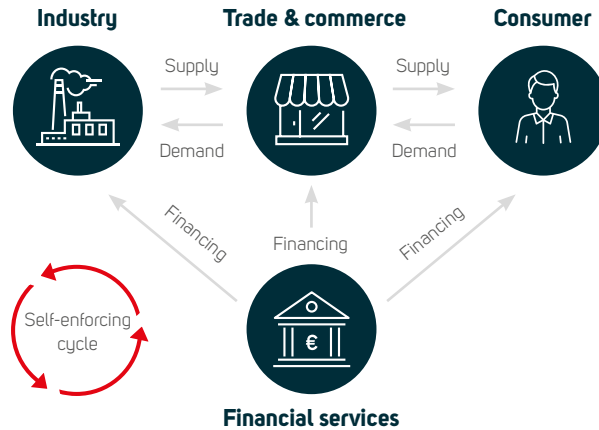 Industry
Trade & commerce
Consumer
Supply
Supply
Demand
Demand
Financing
Financing
Financing
Self-enforcing
cycle
€
Financial services